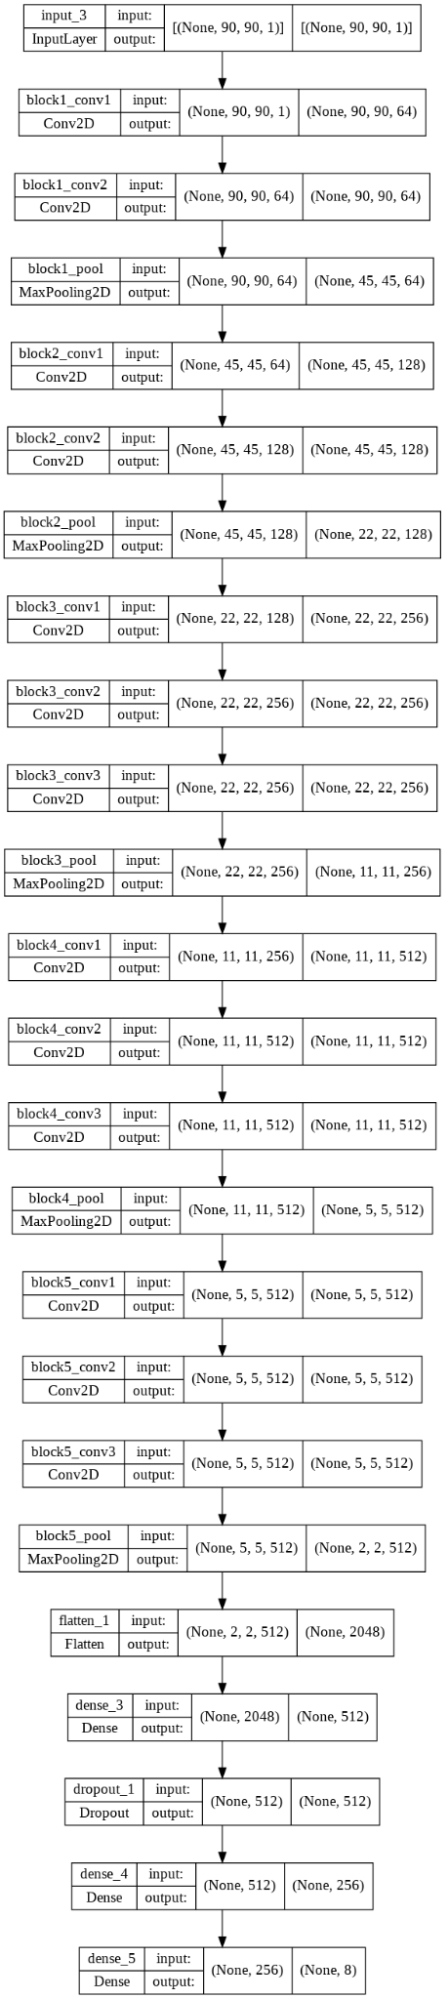 input_3 input: [(None, 90, 90, 1)] [(None, 90, 90, 1)]
InputLayer output:
block1_conv1 input: (None, 90, 90, 1) (None, 90, 90, 64)
Conv2D output:
block1_conv2 input: (None, 90, 90, 64) (None, 90, 90, 64)
Conv2D output:
block1_pool input: (None, 90, 90, 64) (None, 45, 45, 64)
MaxPooling2D output:
block2_conv1 input: (None, 45, 45, 64) (None, 45, 45, 128)
Conv2D output:
block2_conv2 input: (None, 45, 45, 128) (None, 45, 45, 128)
Conv2D output:
block2_pool input: (None, 45, 45, 128) (None, 22, 22, 128)
MaxPooling2D output:
block3_conv1 input: (None, 22, 22, 128) (None, 22, 22, 256)
Conv2D output:
block3_conv2 input: (None, 22, 22, 256) (None, 22, 22, 256)
Conv2D output:
block3_conv3 input: (None, 22, 22, 256) (None, 22, 22, 256)
Conv2D output:
block3_pool input: (None, 22, 22, 256) (None, 11, 11, 256)
MaxPooling2D output:
block4_conv1 input: (None, 11, 11, 256) (None, 11, 11, 512)
Conv2D output:
block4_conv2 input: (None, 11, 11, 512) (None, 11, 11, 512)
Conv2D output:
block4_conv3 input: (None, 11, 11, 512) (None, 11, 11, 512)
Conv2D output:
block4_pool input: (None, 11, 11, 512) (None, 5, 5, 512)
MaxPooling2D output:
block5_conv1 input: (None, 5, 5, 512) (None, 5, 5, 512)
Conv2D output:
block5_conv2 input: (None, 5, 5, 512) (None, 5, 5, 512)
Conv2D output:
block5_conv3 input: (None, 5, 5, 512) (None, 5, 5, 512)
Conv2D output:
block5_pool input: (None, 5, 5, 512) (None, 2, 2, 512)
MaxPooling2D output:
flatten_1 input: (None, 2, 2, 512) (None, 2048)
Flatten output:
dense_3 input: (None, 2048) (None, 512)
Dense output:
dropout_1 input: (None, 512) (None, 512)
Dropout output:
dense_4 input: (None, 512) (None, 256)
Dense output:
dense_5 input: (None, 256) (None, 8)
Dense output: